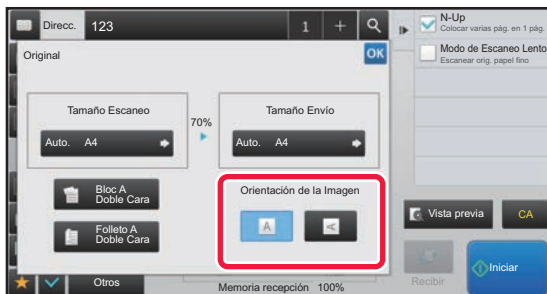 Direcc. 123 1 +
Original
OK
Tamaño Escaneo
70%
Tamaño Envío
Auto. A4
Auto. A4
Bloc A
Doble Cara
Folleto A
Doble Cara
Orientación de la Imagen
A
A
Otros
Memoria recepción 100%
N-Up
Colocar varias pág. en 1 pág.
Modo de Escaneo Lento
Escanear orig. papel fino
Vista previa
CA
Recibir
Iniciar